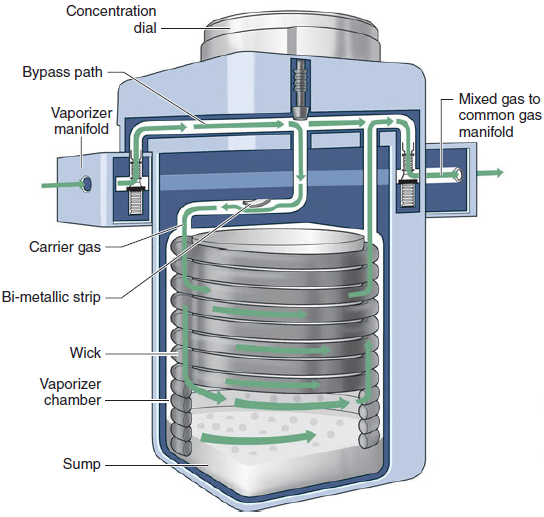 Concentration
dial
Bypass path
Vaporizer
manifold
Mixed gas to
common gas
manifold
Carrier gas
Bi-metallic strip
Wick
Vaporizer
chamber
Sump